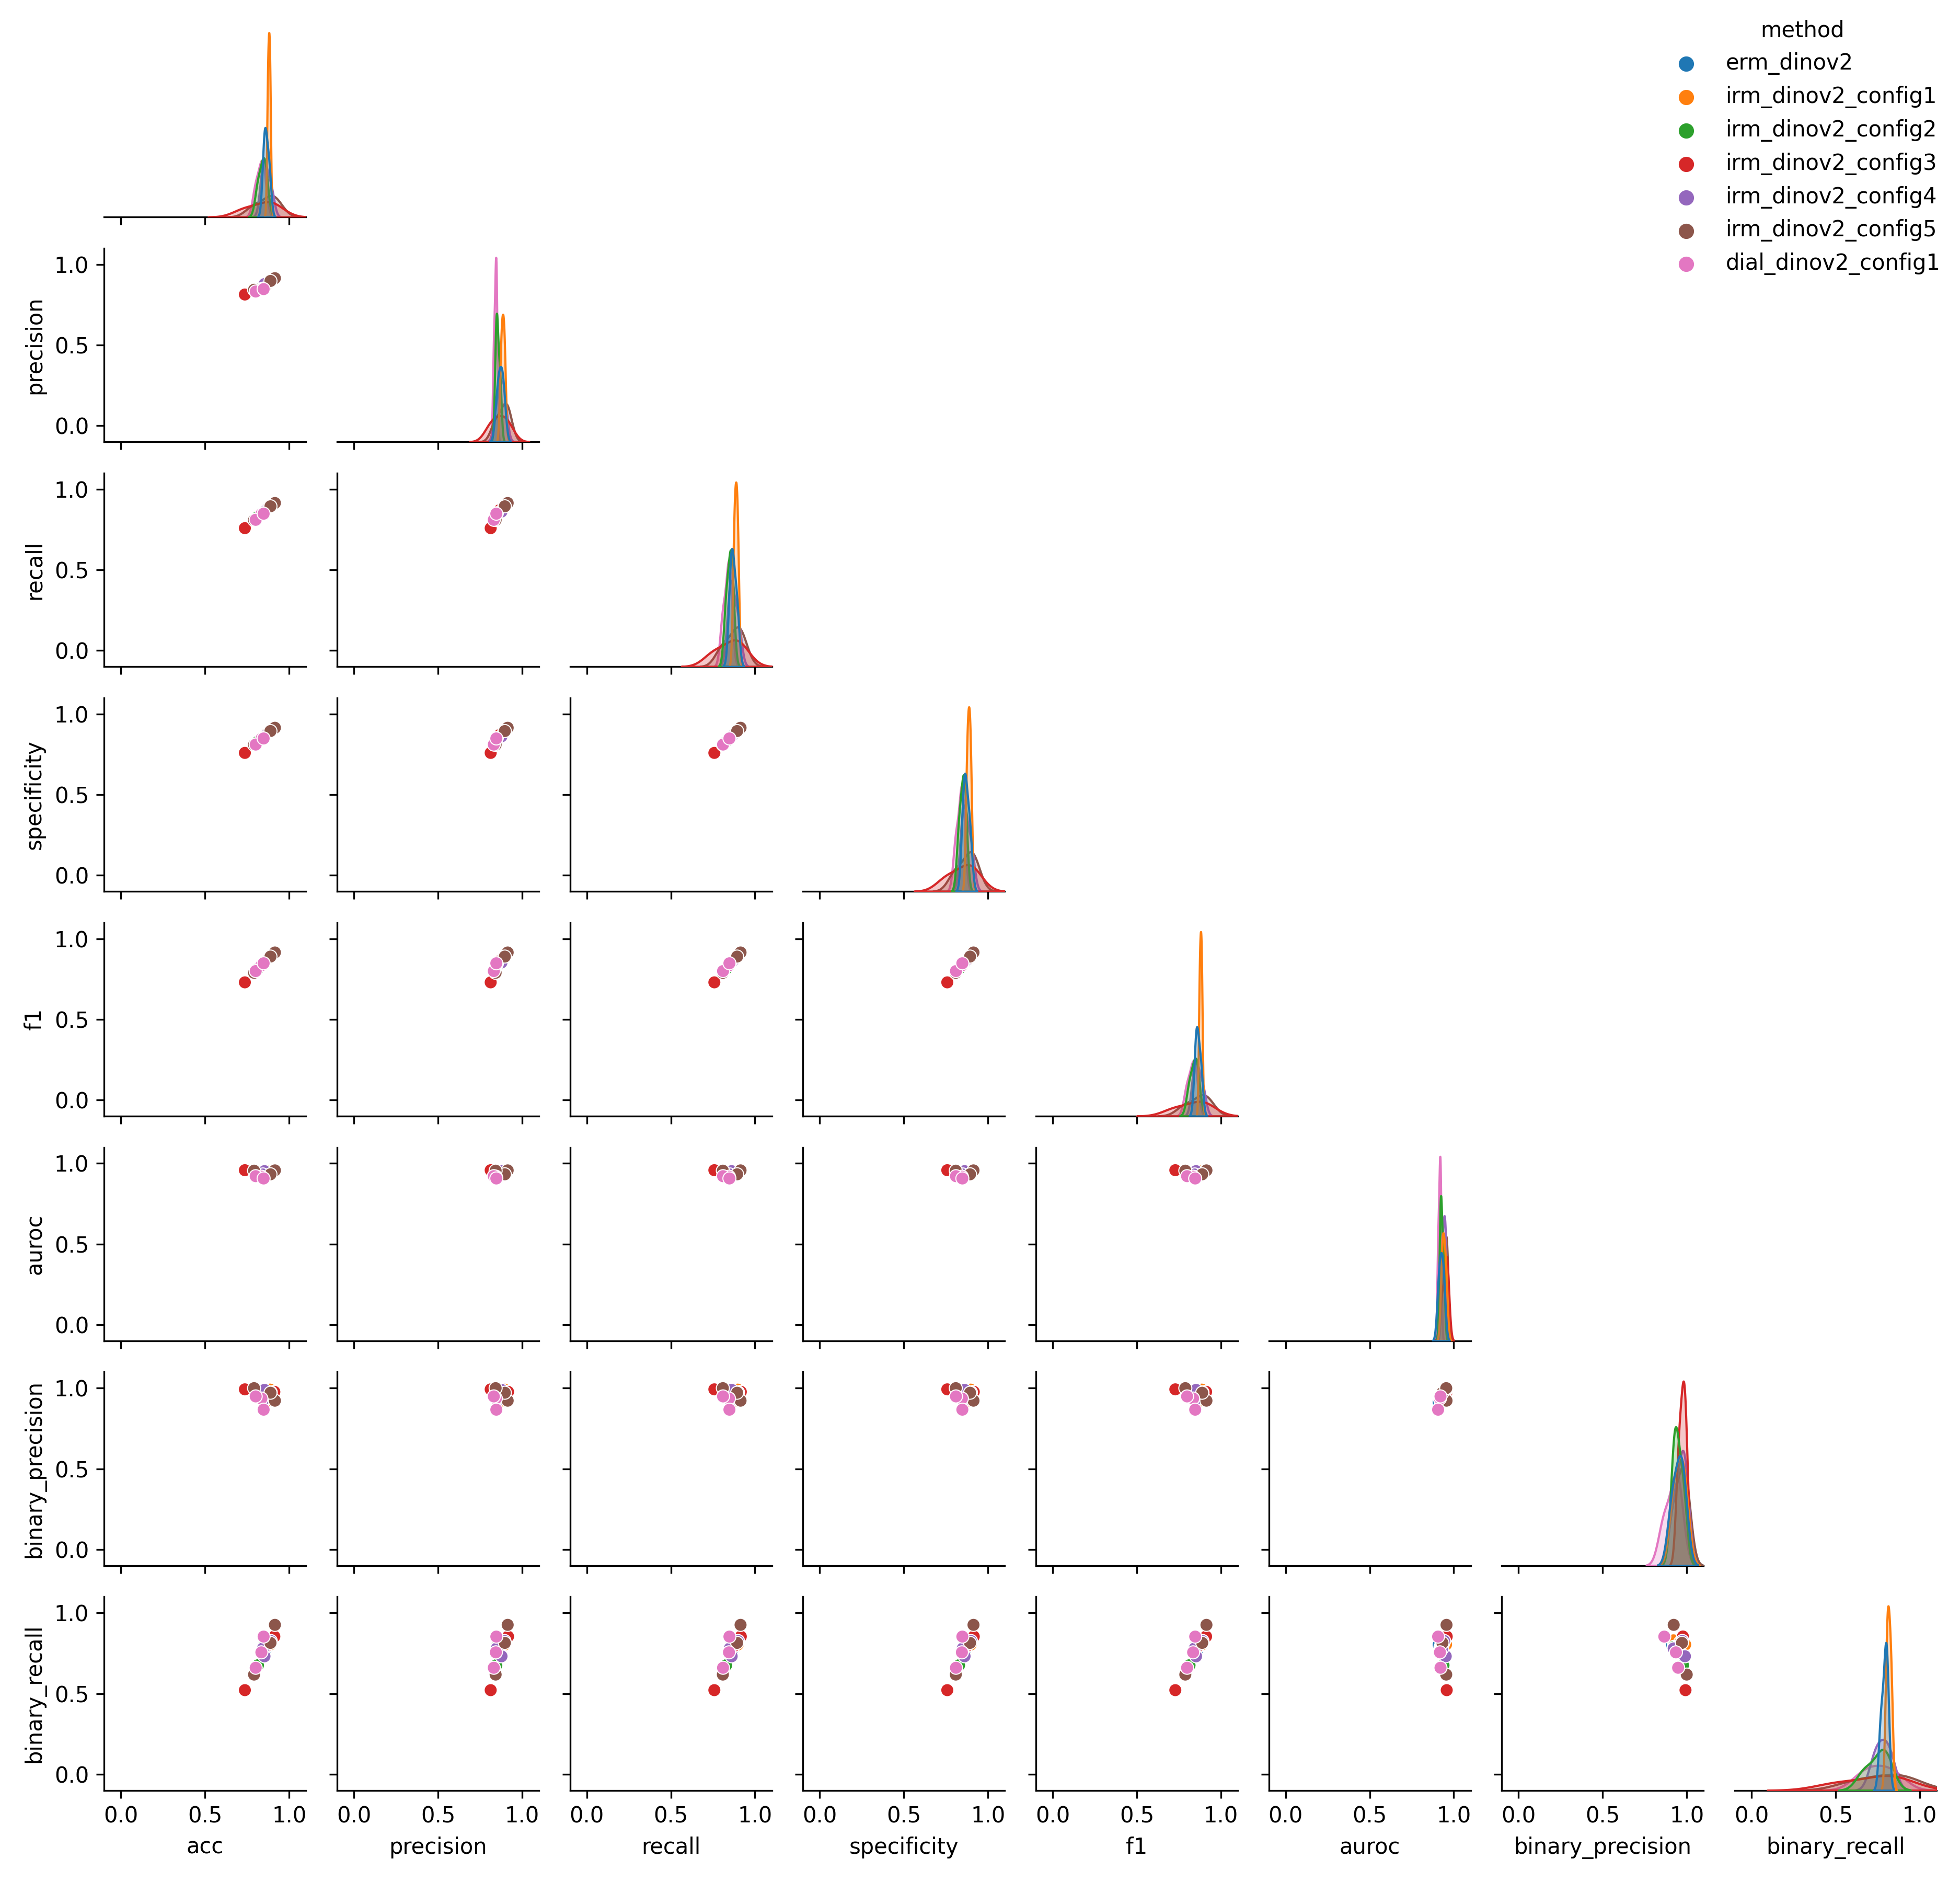 method
erm_dinov2
irm_dinov2_config1
irm_dinov2_config2
irm_dinov2_config3
irm_dinov2_config4
irm_dinov2_config5
dial_dinov2_config1
1.0
0.5
0.0
precision
1.0
0.5
0.0
recall
1.0
0.5
0.0
specificity
1.0
0.5
0.0
f1
1.0
0.5
0.0
auroc
1.0
0.5
0.0
binary_precision
1.0
0.5
0.0
binary_recall
0.0 0.5 1.0 0.0 0.5 1.0 0.0 0.5 1.0 0.0 0.5 1.0 0.0 0.5 1.0 0.0 0.5 1.0 0.0 0.5 1.0 0.0 0.5 1.0
acc precision recall specificity f1 auroc binary_precision binary_recall